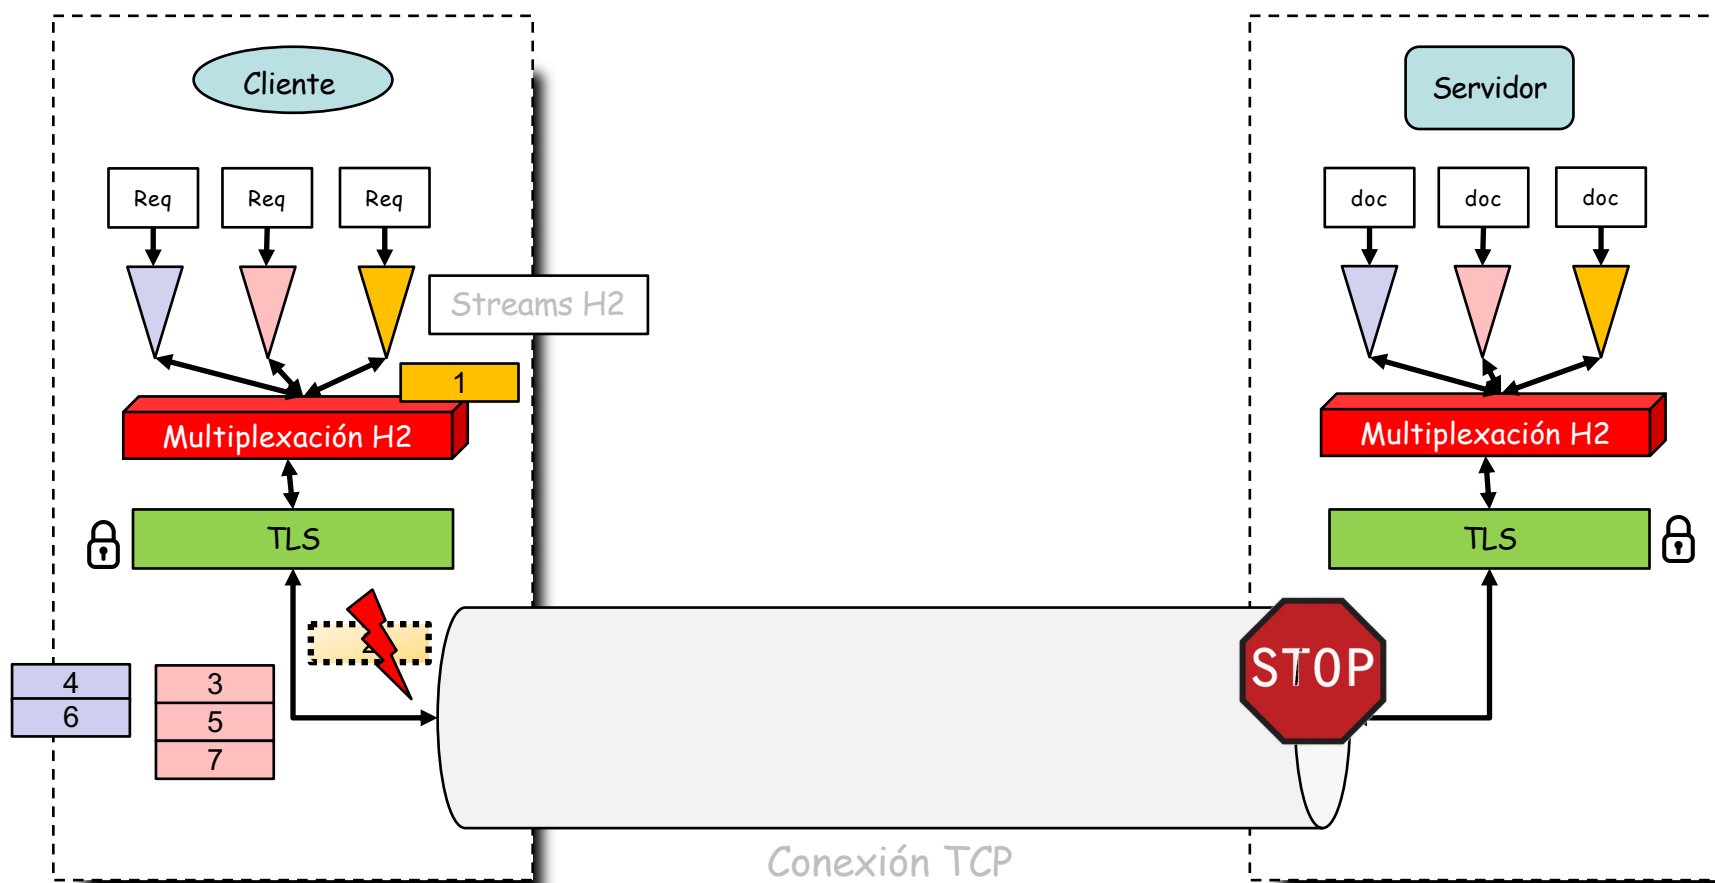 Cliente
Servidor
Req
Req
Req
doc
doc
doc
Streams H2
1
Multiplexación H2
Multiplexación H2
TLS
TLS
STOP
4
6
3
5
7
Conexión TCP